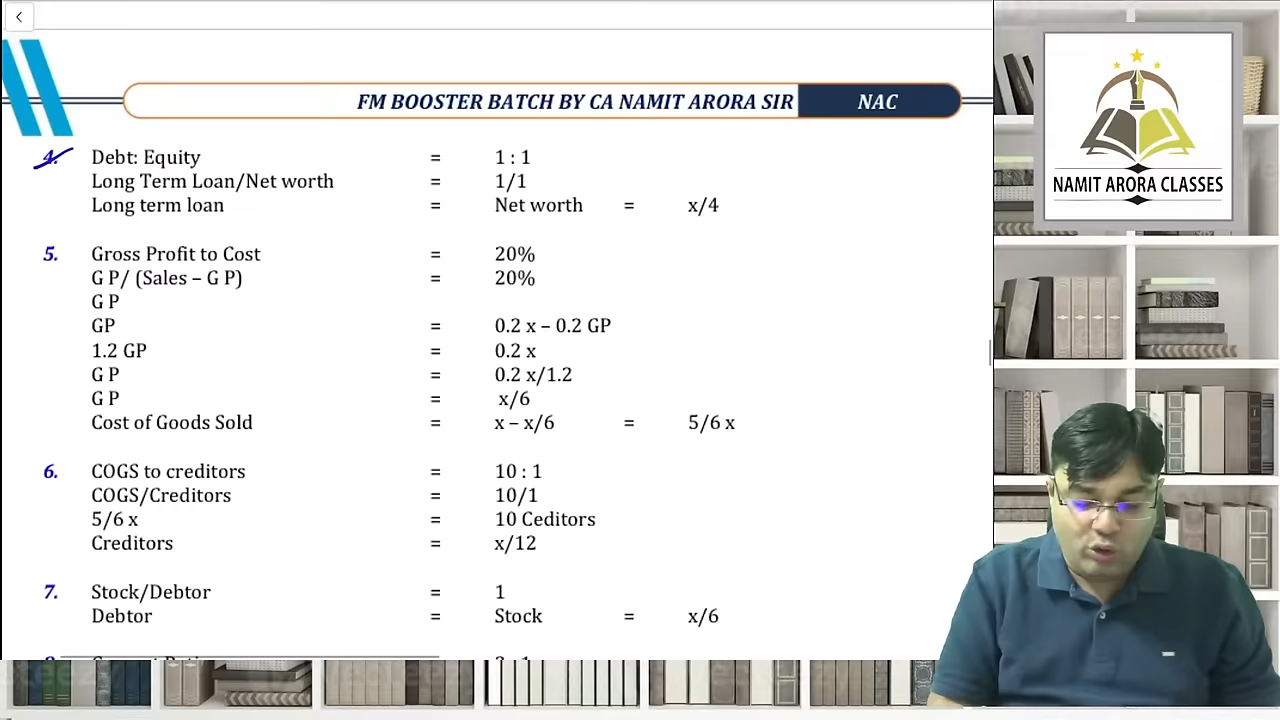 FM BOOSTER BATCH BY CA NAMIT ARORA SIR NAC
4. Debt: Equity = 1 : 1
Long Term Loan/Net worth = 1/1
Long term loan = Net worth = x/4
5. Gross Profit to Cost = 20%
G P/ (Sales – G P) = 20%
G P
GP = 0.2 x – 0.2 GP
1.2 GP = 0.2 x
G P = 0.2 x/1.2
G P = x/6
Cost of Goods Sold = x – x/6 = 5/6 x
6. COGS to creditors = 10 : 1
COGS/Creditors = 10/1
5/6 x = 10 Ceditors
Creditors = x/12
7. Stock/Debtor = 1
Debtor = Stock = x/6
NAMIT ARORA CLASSES